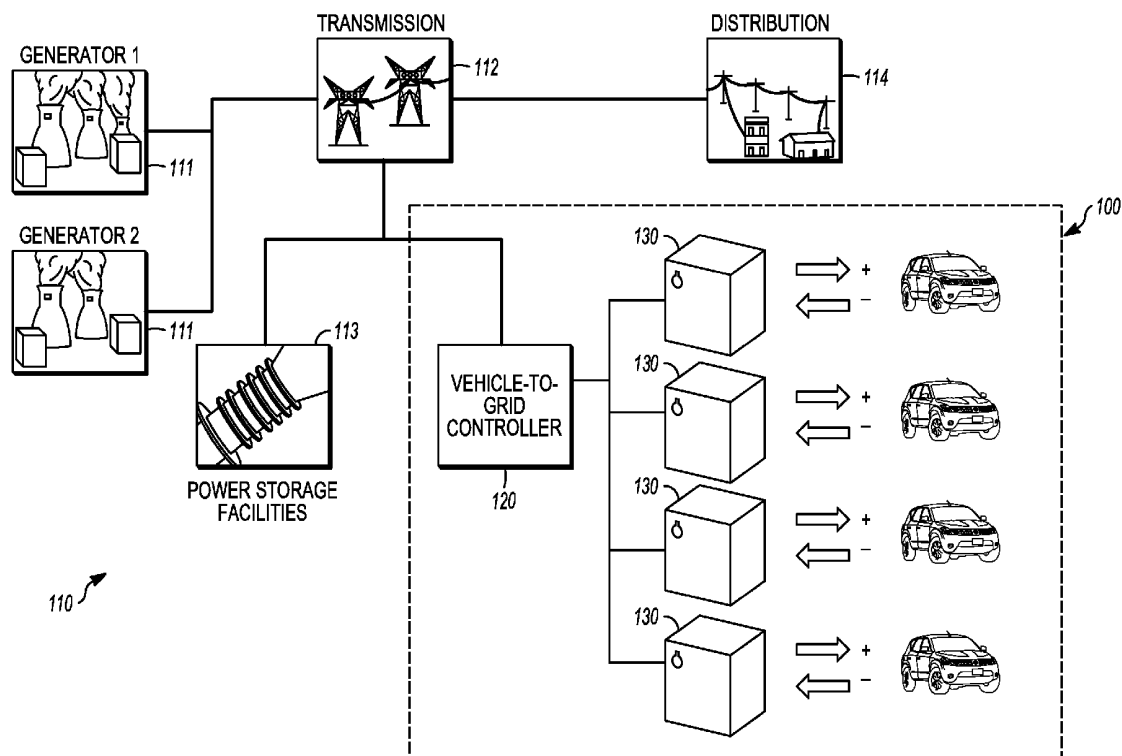 TRANSMISSION
DISTRIBUTION
GENERATOR 1
112
114
111
GENERATOR 2
100
130
111
113
130
VEHICLE-TO-
GRID
CONTROLLER
POWER STORAGE
FACILITIES
120
130
110
130
+
−
+
−
+
−
+
−